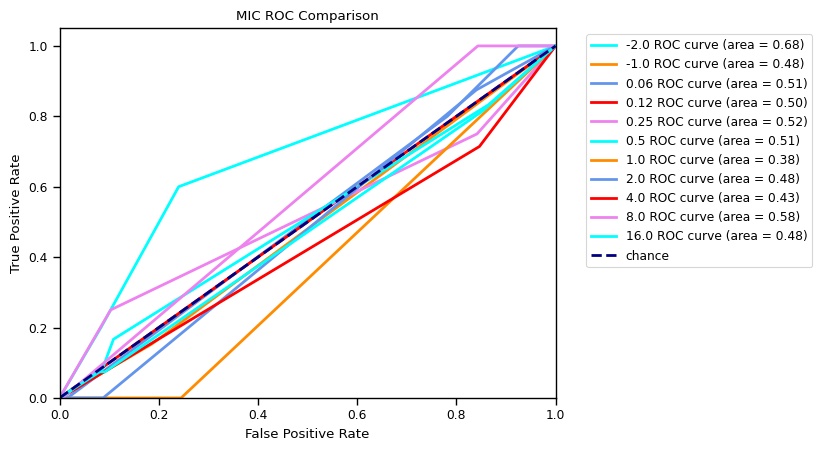 MIC ROC Comparison
True Positive Rate
1.0
0.8
0.6
0.4
0.2
0.0
0.0 0.2 0.4 0.6 0.8 1.0
False Positive Rate
-2.0 ROC curve (area = 0.68)
-1.0 ROC curve (area = 0.48)
0.06 ROC curve (area = 0.51)
0.12 ROC curve (area = 0.50)
0.25 ROC curve (area = 0.52)
0.5 ROC curve (area = 0.51)
1.0 ROC curve (area = 0.38)
2.0 ROC curve (area = 0.48)
4.0 ROC curve (area = 0.43)
8.0 ROC curve (area = 0.58)
16.0 ROC curve (area = 0.48)
chance